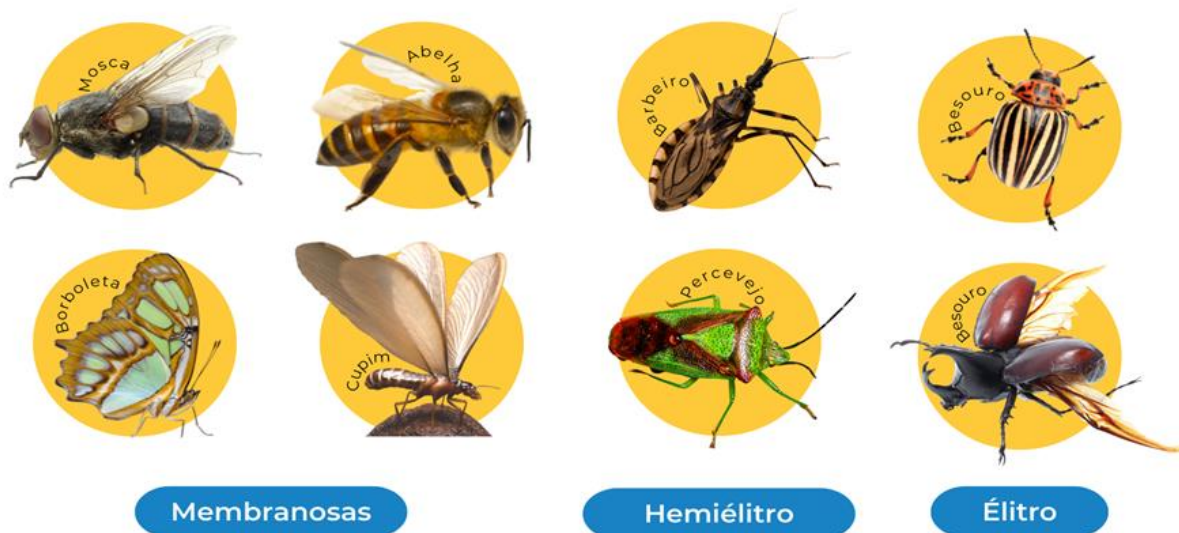 Mosca
Abelha
Barbeiro
Besouro
Borboleta
Cupim
Percevejo
Besouro
Membranosas
Hemiélitro
Élitro